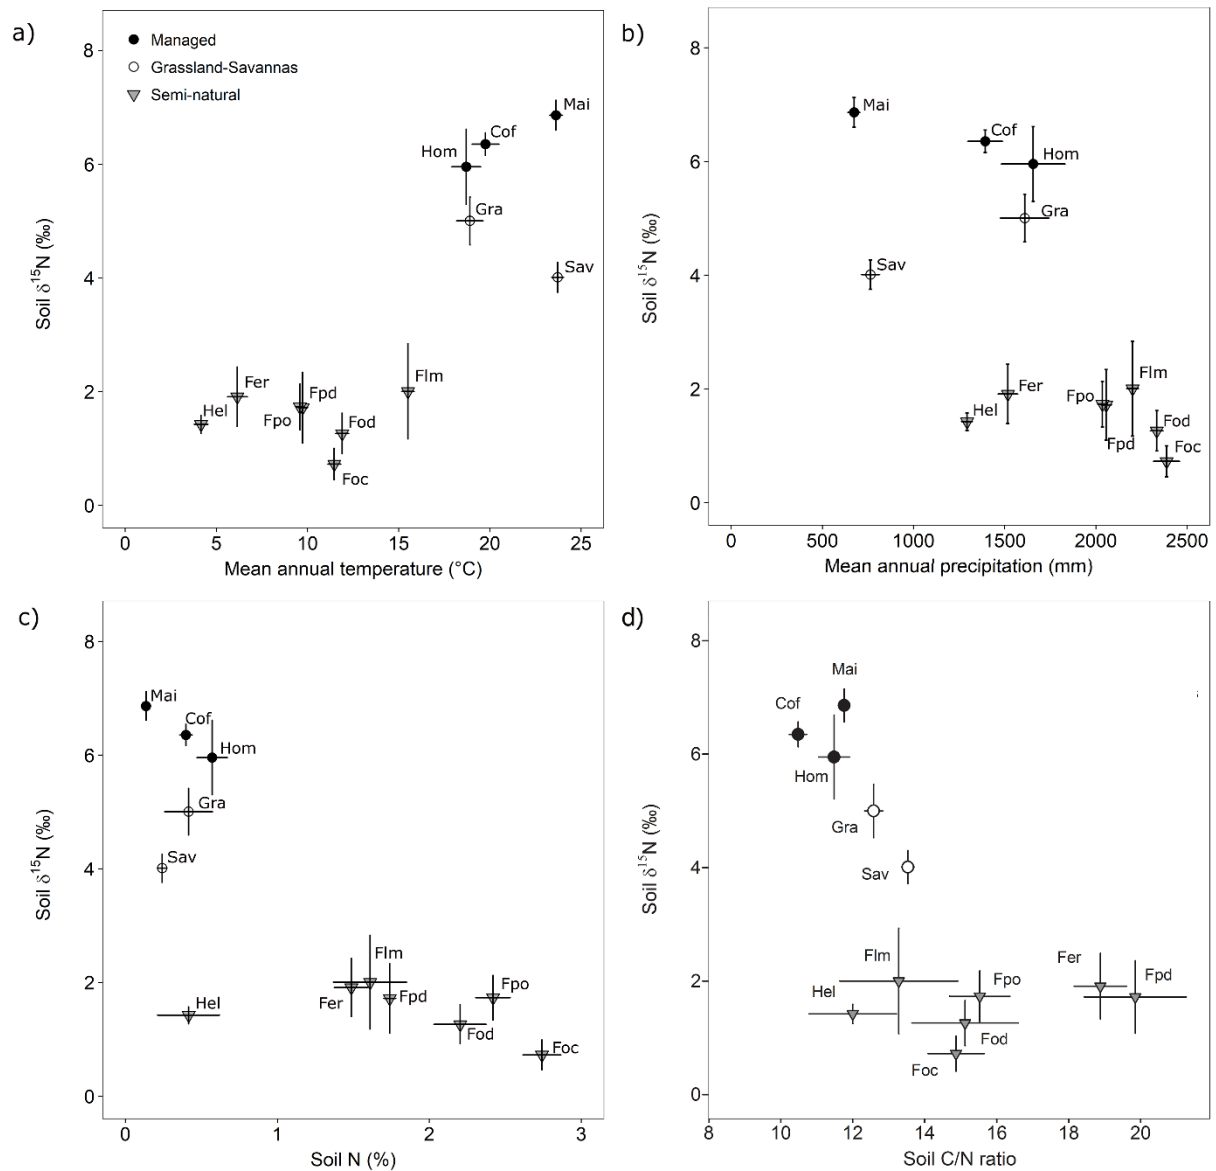 a)
8
6
4
2
0
Soil δ15N (‰)
Managed
Grassland-Savannas
Semi-natural
Mai
Cof
Hom
Gra
Sav
Flm
Fer
Fpd
Hel
Fpo
Fod
Foc
0 5 10 15 20 25
Mean annual temperature (°C)
b)
8
6
4
2
0
Soil δ15N (‰)
Mai
Cof
Hom
Gra
Sav
Flm
Fer
Fpo
Hel
Fod
Fpd
Foc
0 500 1000 1500 2000 2500
Mean annual precipitation (mm)
c)
8
6
4
2
0
Soil δ15N (‰)
Mai
Cof
Hom
Gra
Sav
Flm
Fpo
Fer
Fpd
Hel
Fod
Foc
0 1 2 3
Soil N (%)
d)
8
6
4
2
0
Soil δ15N (‰)
Mai
Cof
Hom
Gra
Sav
Flm
Fer
Fpo
Fpd
Hel
Fod
Foc
8 10 12 14 16 18 20
Soil C/N ratio